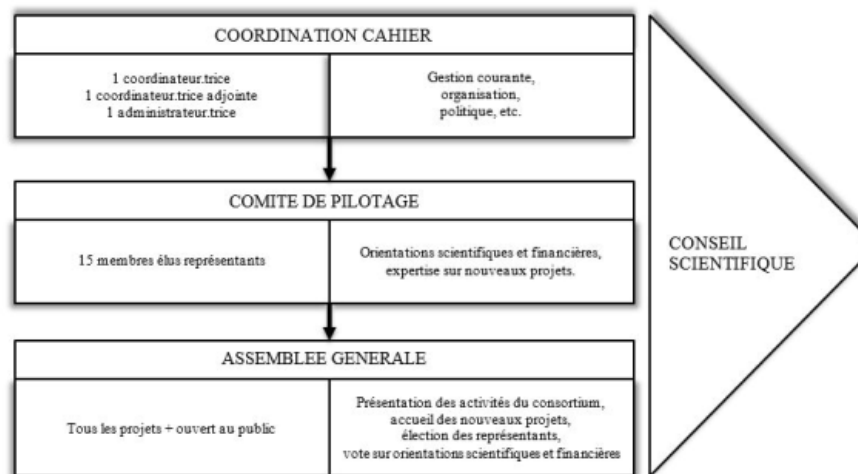 COORDINATION CAHIER
1 coordinateur.trice
1 coordinateur.trice adjointe
1 administrateur.trice
Gestion courante,
organisation,
politique, etc.
COMITE DE PILOTAGE
15 membres élus représentants
Orientations scientifiques et financières,
expertise sur nouveaux projets.
ASSEMBLEE GENERALE
Tous les projets + ouvert au public
Présentation des activités du consortium,
accueil des nouveaux projets,
élection des représentants,
vote sur orientations scientifiques et financières
CONSEIL
SCIENTIFIQUE